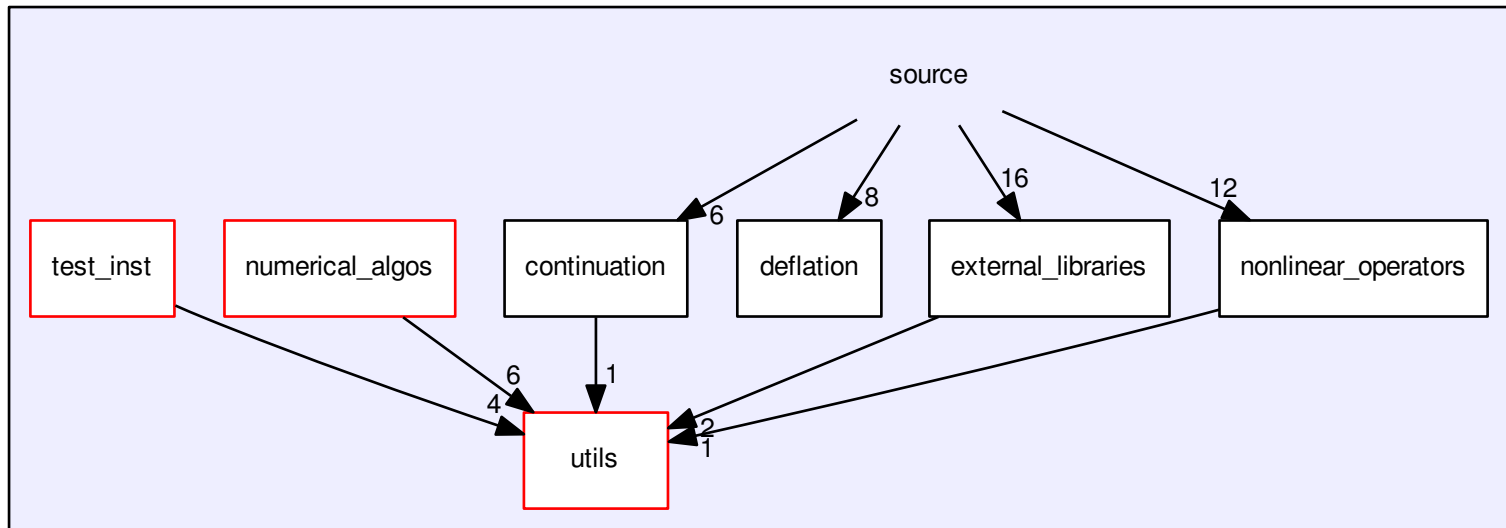 source
6
8
16
12
test_inst
numerical_algos
continuation
deflation
external_libraries
nonlinear_operators
4
6
1
2
1
utils